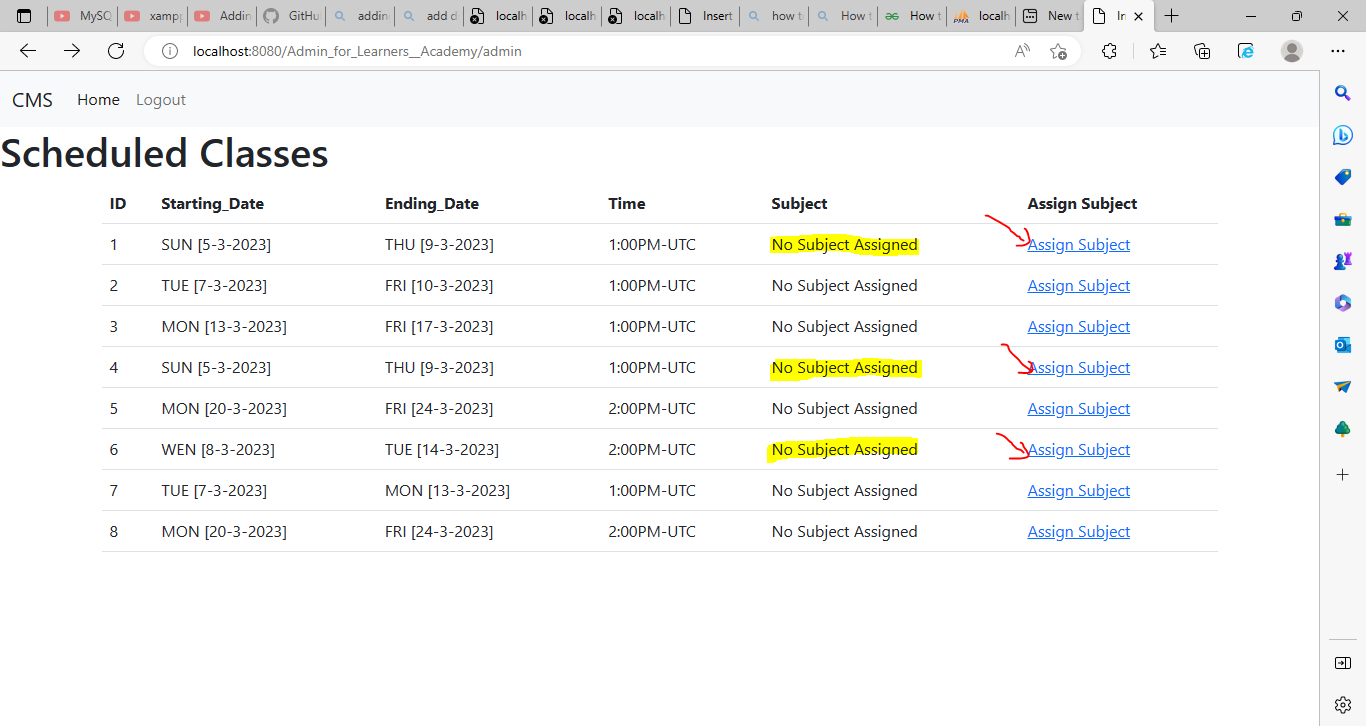 MySQ xampp Addin GitHu addin add d localh localh localh Insert how t How t How t localh New t In
localhost:8080/Admin_for_Learners__Academy/admin
CMS Home Logout
Scheduled Classes
ID Starting_Date Ending_Date Time Subject Assign Subject
1 SUN [5-3-2023] THU [9-3-2023] 1:00PM-UTC No Subject Assigned Assign Subject
2 TUE [7-3-2023] FRI [10-3-2023] 1:00PM-UTC No Subject Assigned Assign Subject
3 MON [13-3-2023] FRI [17-3-2023] 1:00PM-UTC No Subject Assigned Assign Subject
4 SUN [5-3-2023] THU [9-3-2023] 1:00PM-UTC No Subject Assigned Assign Subject
5 MON [20-3-2023] FRI [24-3-2023] 2:00PM-UTC No Subject Assigned Assign Subject
6 WEN [8-3-2023] TUE [14-3-2023] 2:00PM-UTC No Subject Assigned Assign Subject
7 TUE [7-3-2023] MON [13-3-2023] 1:00PM-UTC No Subject Assigned Assign Subject
8 MON [20-3-2023] FRI [24-3-2023] 2:00PM-UTC No Subject Assigned Assign Subject